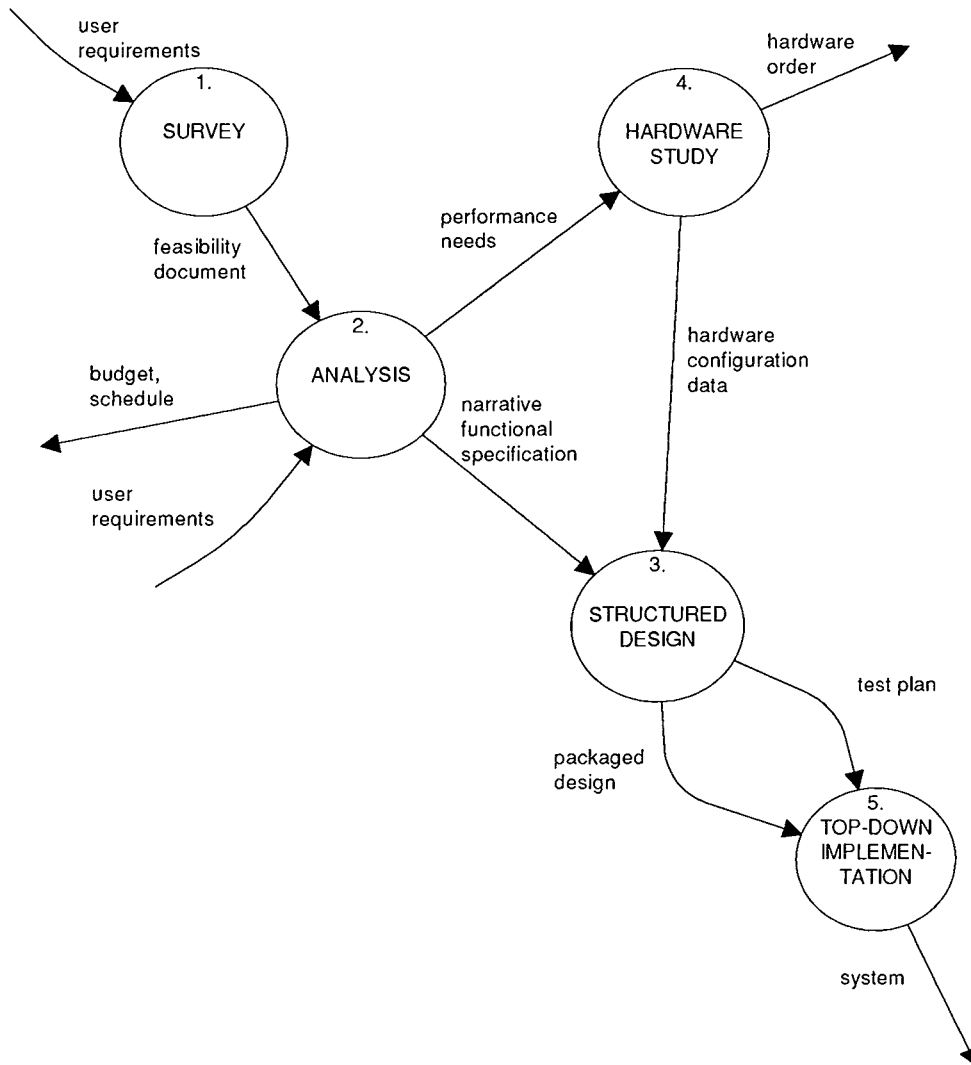 user
requirements
1.
SURVEY
feasibility
document
hardware
order
4.
HARDWARE
STUDY
performance
needs
2.
ANALYSIS
budget,
schedule
user
requirements
narrative
functional
specification
hardware
configuration
data
3.
STRUCTURED
DESIGN
test plan
packaged
design
5.
TOP-DOWN
IMPLEMEN-
TATION
system